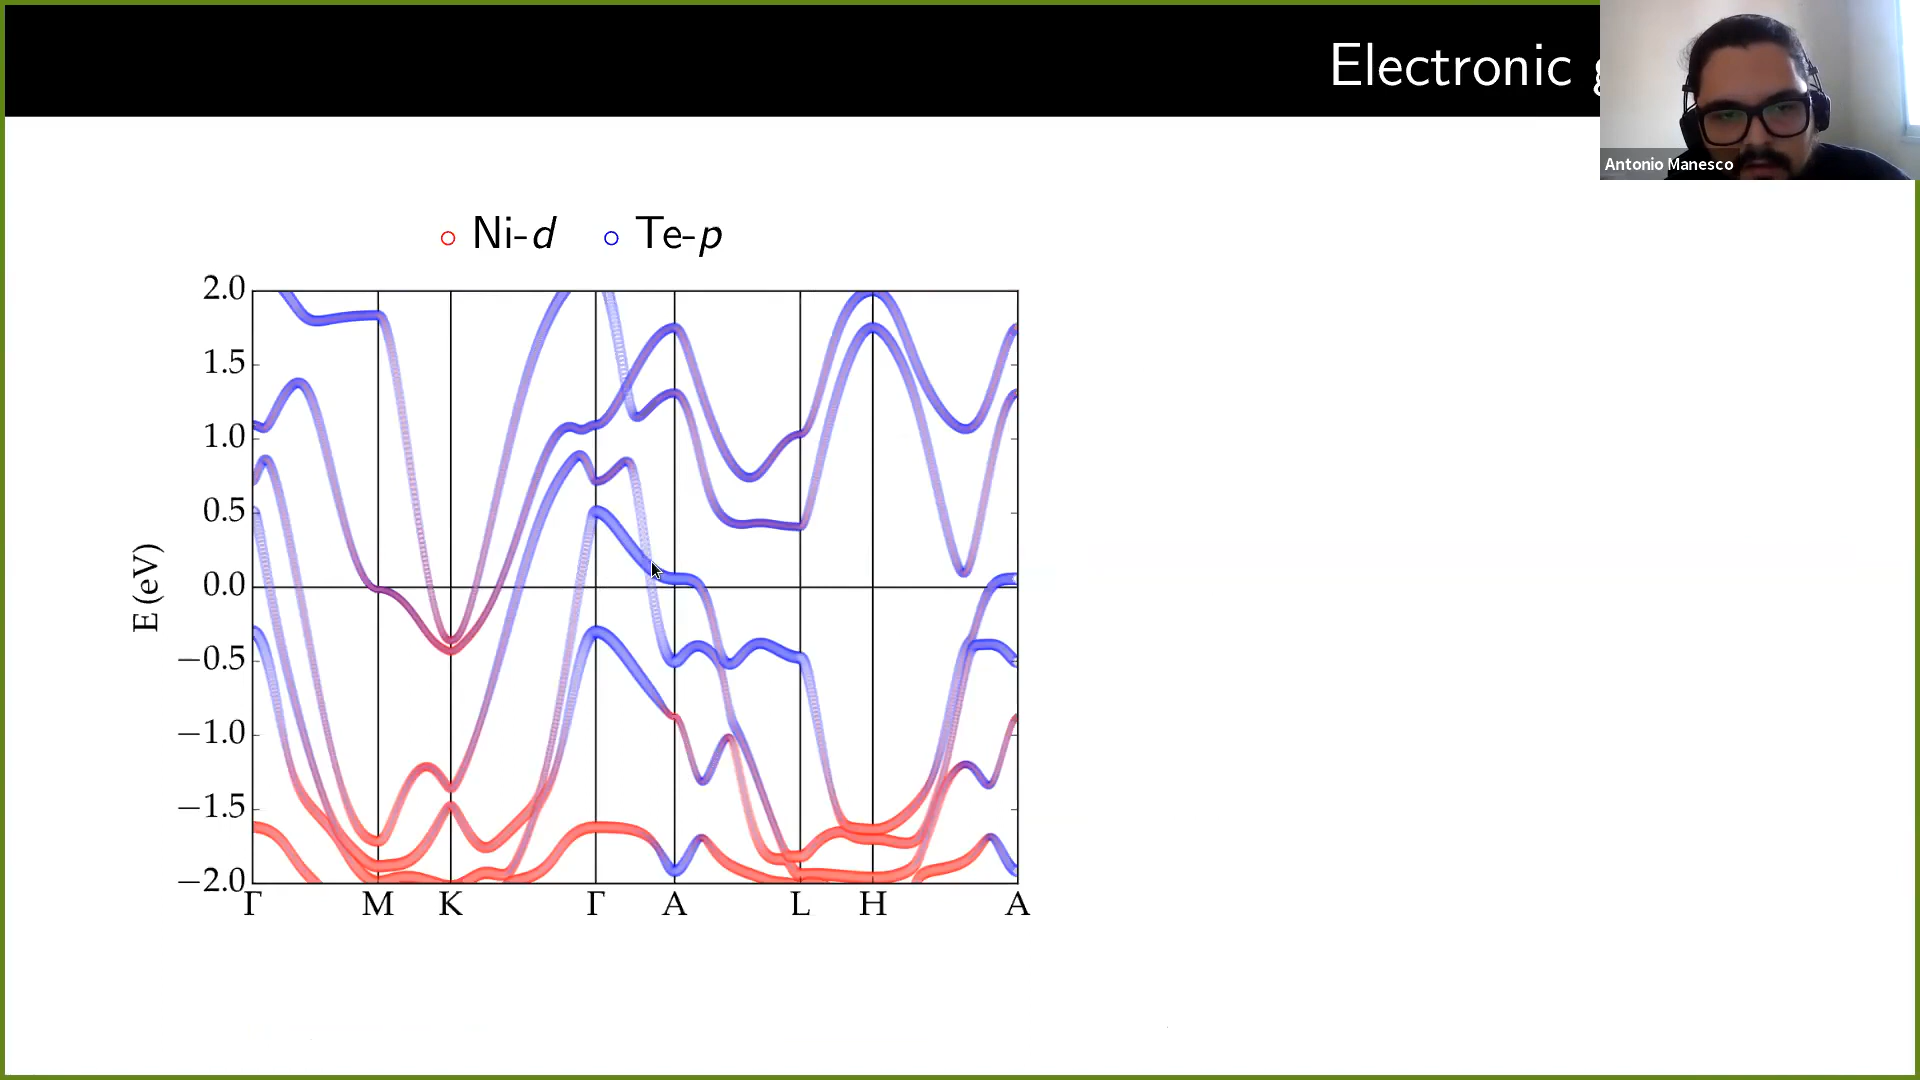 Electronic
Antonio Manesco
Ni-d Te-p
2.0
1.5
1.0
0.5
0.0
−0.5
−1.0
−1.5
−2.0
E (eV)
Γ M K Γ A L H A